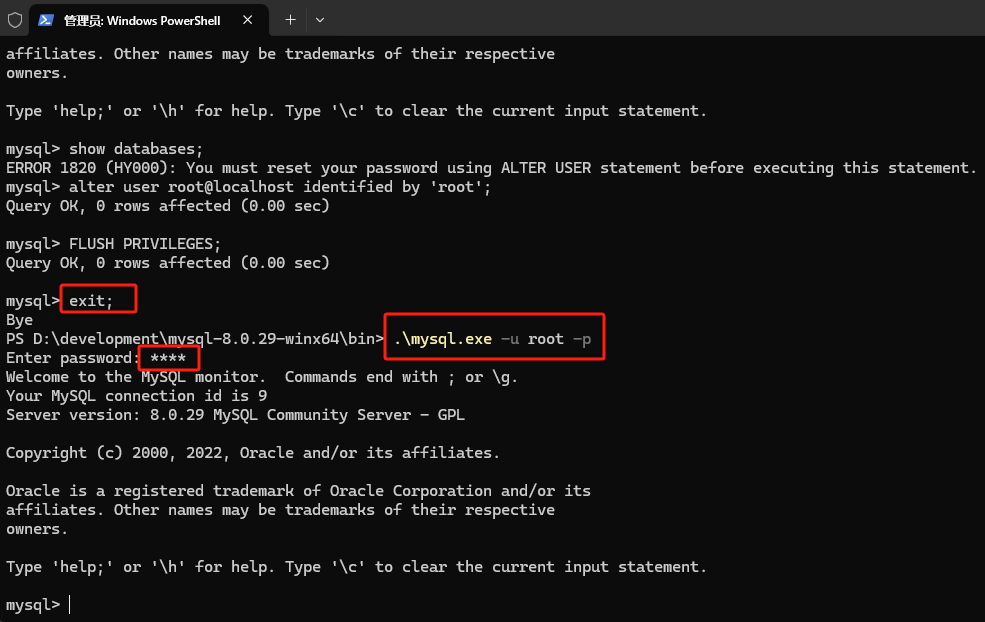 管理员: Windows PowerShell
affiliates. Other names may be trademarks of their respective
owners.
Type 'help;' or '\h' for help. Type '\c' to clear the current input statement.
mysql> show databases;
ERROR 1820 (HY000): You must reset your password using ALTER USER statement before executing this statement.
mysql> alter user root@localhost identified by 'root';
Query OK, 0 rows affected (0.00 sec)
mysql> FLUSH PRIVILEGES;
Query OK, 0 rows affected (0.00 sec)
mysql> exit;
Bye
PS D:\development\mysql-8.0.29-winx64\bin> .\mysql.exe -u root -p
Enter password: ****
Welcome to the MySQL monitor.  Commands end with ; or \g.
Your MySQL connection id is 9
Server version: 8.0.29 MySQL Community Server - GPL
Copyright (c) 2000, 2022, Oracle and/or its affiliates.
Oracle is a registered trademark of Oracle Corporation and/or its
affiliates. Other names may be trademarks of their respective
owners.
Type 'help;' or '\h' for help. Type '\c' to clear the current input statement.
mysql>